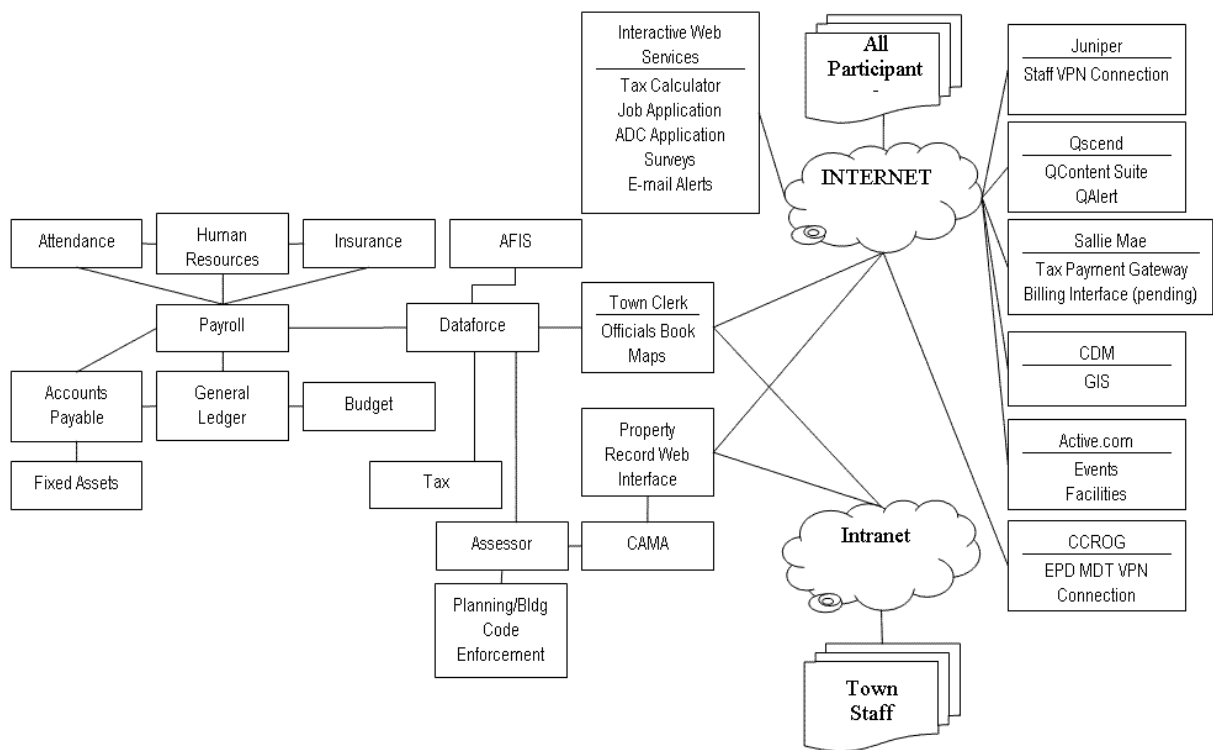 Interactive Web
Services
Tax Calculator
Job Application
ADC Application
Surveys
E-mail Alerts
All
Participant
-
INTERNET
Juniper
Staff VPN Connection
Qscend
QContent Suite
QAlert
Sallie Mae
Tax Payment Gateway
Billing Interface (pending)
CDM
GIS
Active.com
Events
Facilities
CCROG
EPD MDT VPN
Connection
Attendance
Human
Resources
Insurance
AFIS
Payroll
Dataforce
Town Clerk
Officials Book
Maps
Accounts
Payable
General
Ledger
Budget
Fixed Assets
Tax
Property
Record Web
Interface
Assessor
CAMA
Planning/Bldg
Code
Enforcement
Intranet
Town
Staff